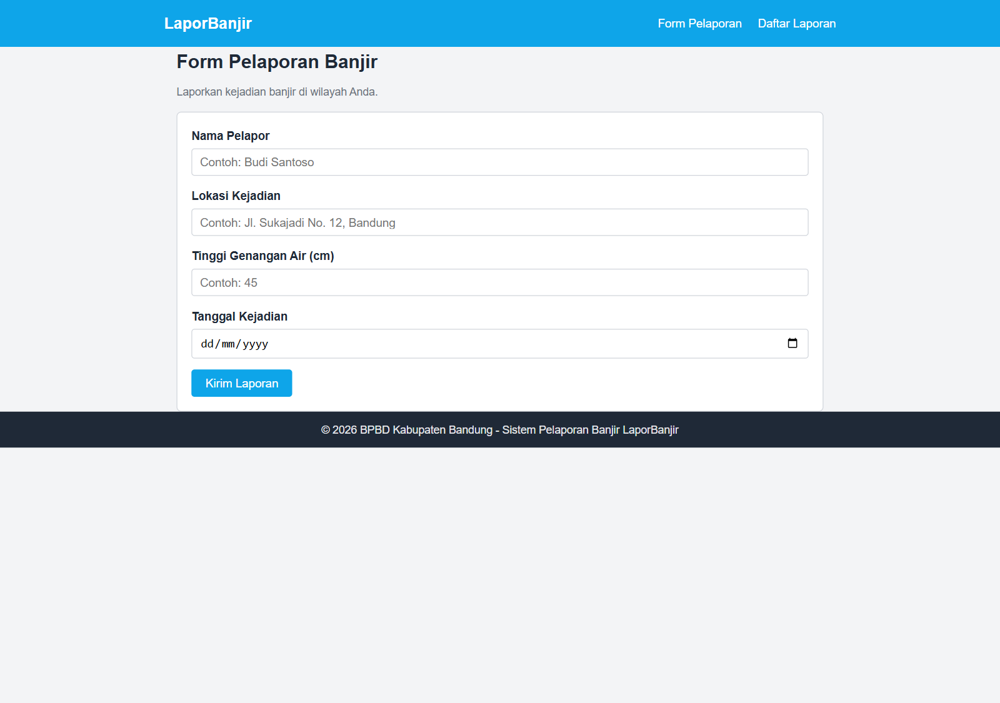 LaporBanjir
Form Pelaporan
Daftar Laporan
Form Pelaporan Banjir
Laporkan kejadian banjir di wilayah Anda.
Nama Pelapor
Contoh: Budi Santoso
Lokasi Kejadian
Contoh: Jl. Sukajadi No. 12, Bandung
Tinggi Genangan Air (cm)
Contoh: 45
Tanggal Kejadian
dd/mm/yyyy
Kirim Laporan
© 2026 BPBD Kabupaten Bandung - Sistem Pelaporan Banjir LaporBanjir